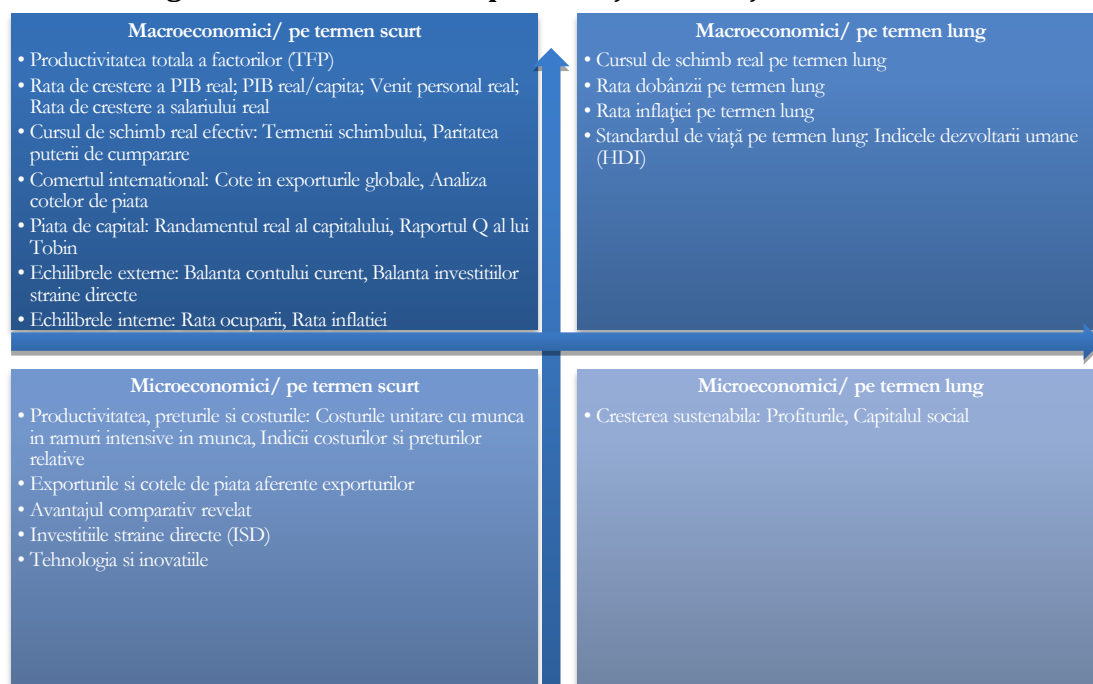 Macroeconomici/ pe termen scurt
• Productivitatea totala a factorilor (TFP)
• Rata de crestere a PIB real; PIB real/capita; Venit personal real;
Rata de crestere a salariului real
• Cursul de schimb real efectiv: Termenii schimbului, Paritatea
puterii de cumparare
• Comertul international: Cote in exporturile globale, Analiza
cotelor de piata
• Piata de capital: Randamentul real al capitalului, Raportul Q al lui
Tobin
• Echilibrele externe: Balanta contului curent, Balanta investitiilor
straine directe
• Echilibrele interne: Rata ocuparii, Rata inflatiei
Macroeconomici/ pe termen lung
• Cursul de schimb real pe termen lung
• Rata dobânzii pe termen lung
• Rata inflaţiei pe termen lung
• Standardul de viaţă pe termen lung: Indicele dezvoltarii umane
(HDI)
Microeconomici/ pe termen scurt
• Productivitatea, preturile si costurile: Costurile unitare cu munca
in ramuri intensive in munca, Indicii costurilor si preturilor
relative
• Exporturile si cotele de piata aferente exporturilor
• Avantajul comparativ revelat
• Investitiile straine directe (ISD)
• Tehnologia si inovatiile
Microeconomici/ pe termen lung
• Cresterea sustenabila: Profiturile, Capitalul social